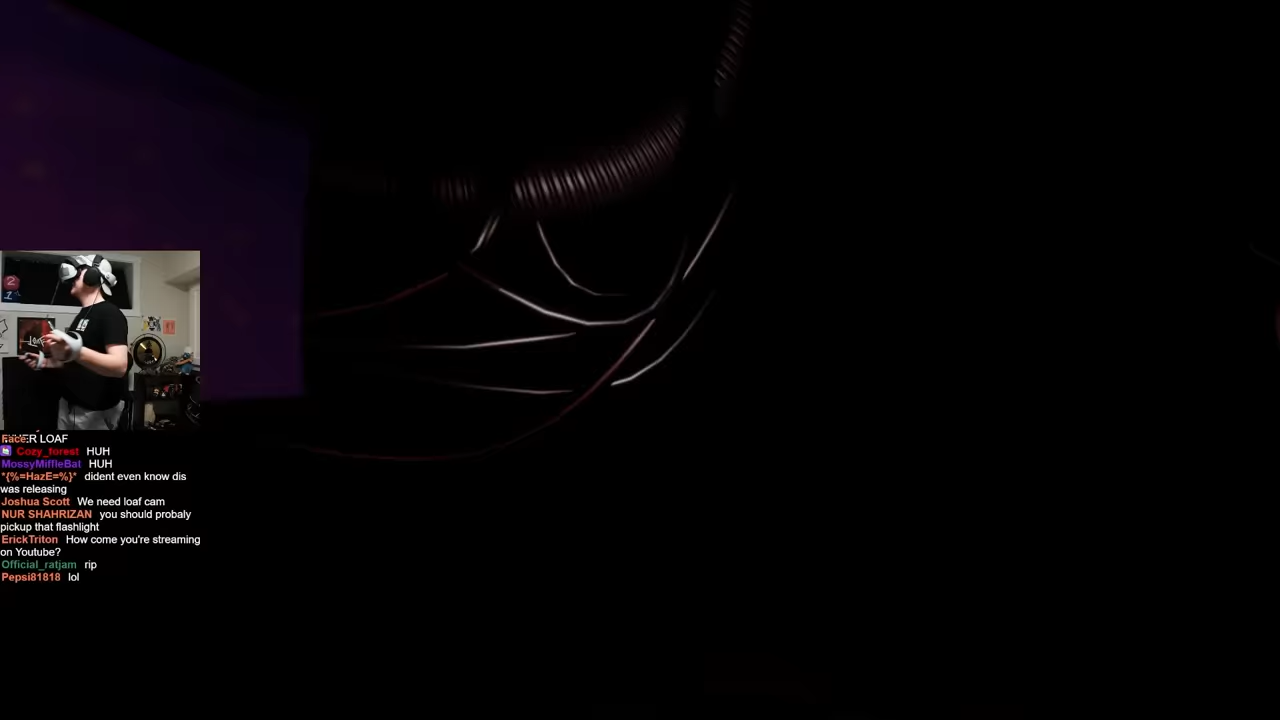 Face: EVHER LOAF
Cozy_forest HUH
MossyMiffleBat HUH
*{%=HazE=%}* dident even know dis
was releasing
Joshua Scott We need loaf cam
NUR SHAHRIZAN you should probaly
pickup that flashlight
ErickTriton How come you're streaming
on Youtube?
Official_ratjam rip
Pepsi81818 lol